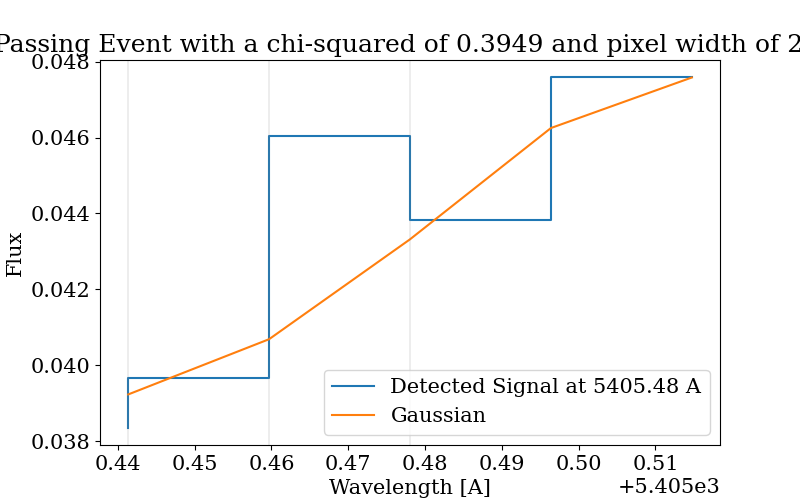 Passing Event with a chi-squared of 0.3949 and pixel width of 2
0.048
0.046
0.044
0.042
0.040
0.038
Flux
Detected Signal at 5405.48 A
Gaussian
0.44 0.45 0.46 0.47 0.48 0.49 0.50 0.51
+5.405e3
Wavelength [A]